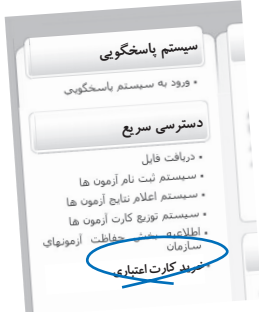 سیستم پاسخگویی
• ورود به سیستم پاسخگویی
دسترسی سریع
• دریافت فایل
• سیستم ثبت نام آزمون ها
• سیستم اعلام نتایج آزمون ها
• سیستم توزیع کارت آزمون ها
• اطلاعیه بخش حفاظت آزمونهای
سازمان
• خرید کارت اعتباری